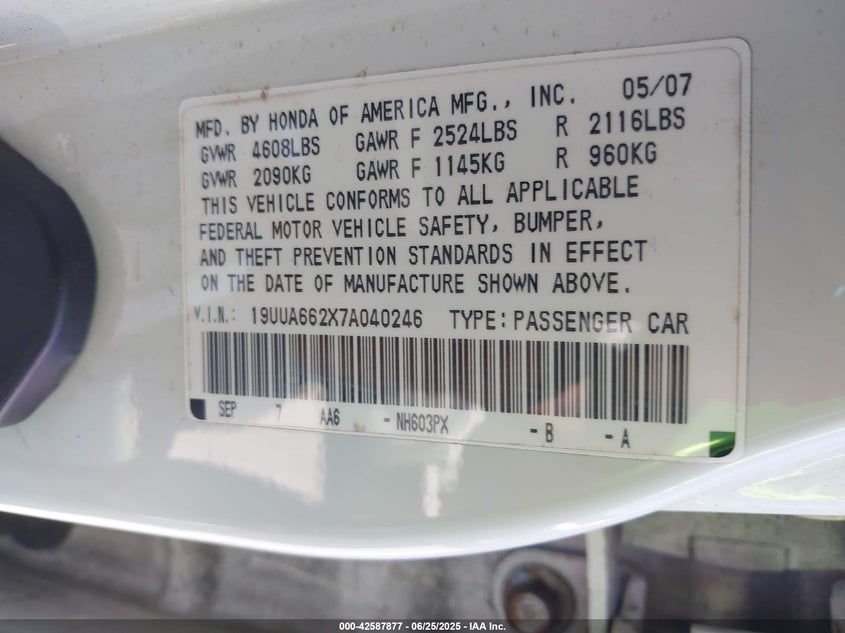 MFD. BY HONDA OF AMERICA MFG., INC. 05/07
GVWR 4608LBS GAWR F 2524LBS R 2116LBS
GVWR 2090KG GAWR F 1145KG R 960KG
THIS VEHICLE CONFORMS TO ALL APPLICABLE
FEDERAL MOTOR VEHICLE SAFETY, BUMPER,
AND THEFT PREVENTION STANDARDS IN EFFECT
ON THE DATE OF MANUFACTURE SHOWN ABOVE.
V.I.N.: 19UUA662X7A040246 TYPE: PASSENGER CAR
SEP 7 AA6 - NH603PX - B - A
000-42587877 - 06/25/2025 - IAA Inc.